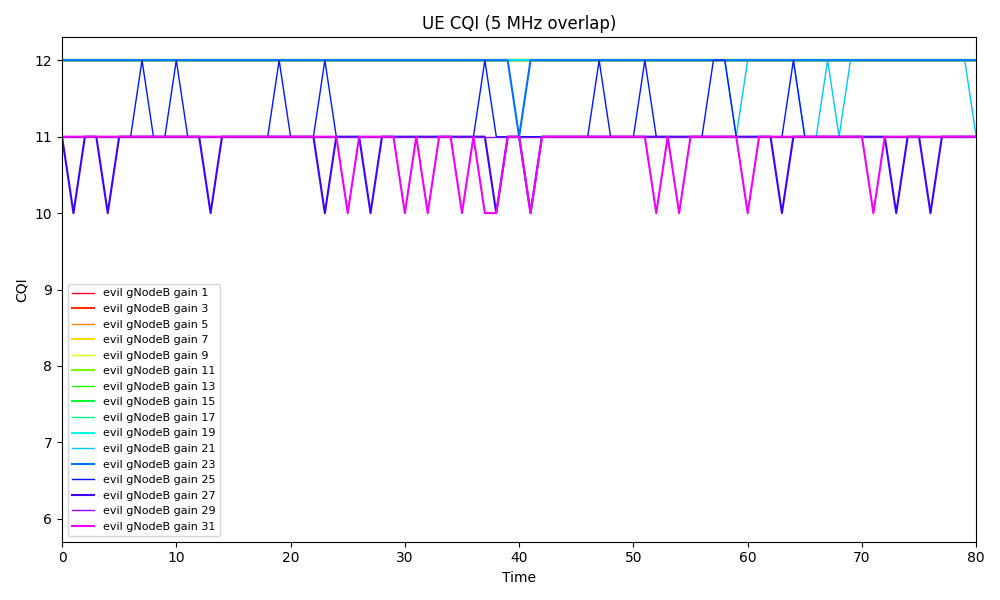 UE CQI (5 MHz overlap)
12
11
10
9
8
7
6
CQI
evil gNodeB gain 1
evil gNodeB gain 3
evil gNodeB gain 5
evil gNodeB gain 7
evil gNodeB gain 9
evil gNodeB gain 11
evil gNodeB gain 13
evil gNodeB gain 15
evil gNodeB gain 17
evil gNodeB gain 19
evil gNodeB gain 21
evil gNodeB gain 23
evil gNodeB gain 25
evil gNodeB gain 27
evil gNodeB gain 29
evil gNodeB gain 31
0 10 20 30 40 50 60 70 80
Time